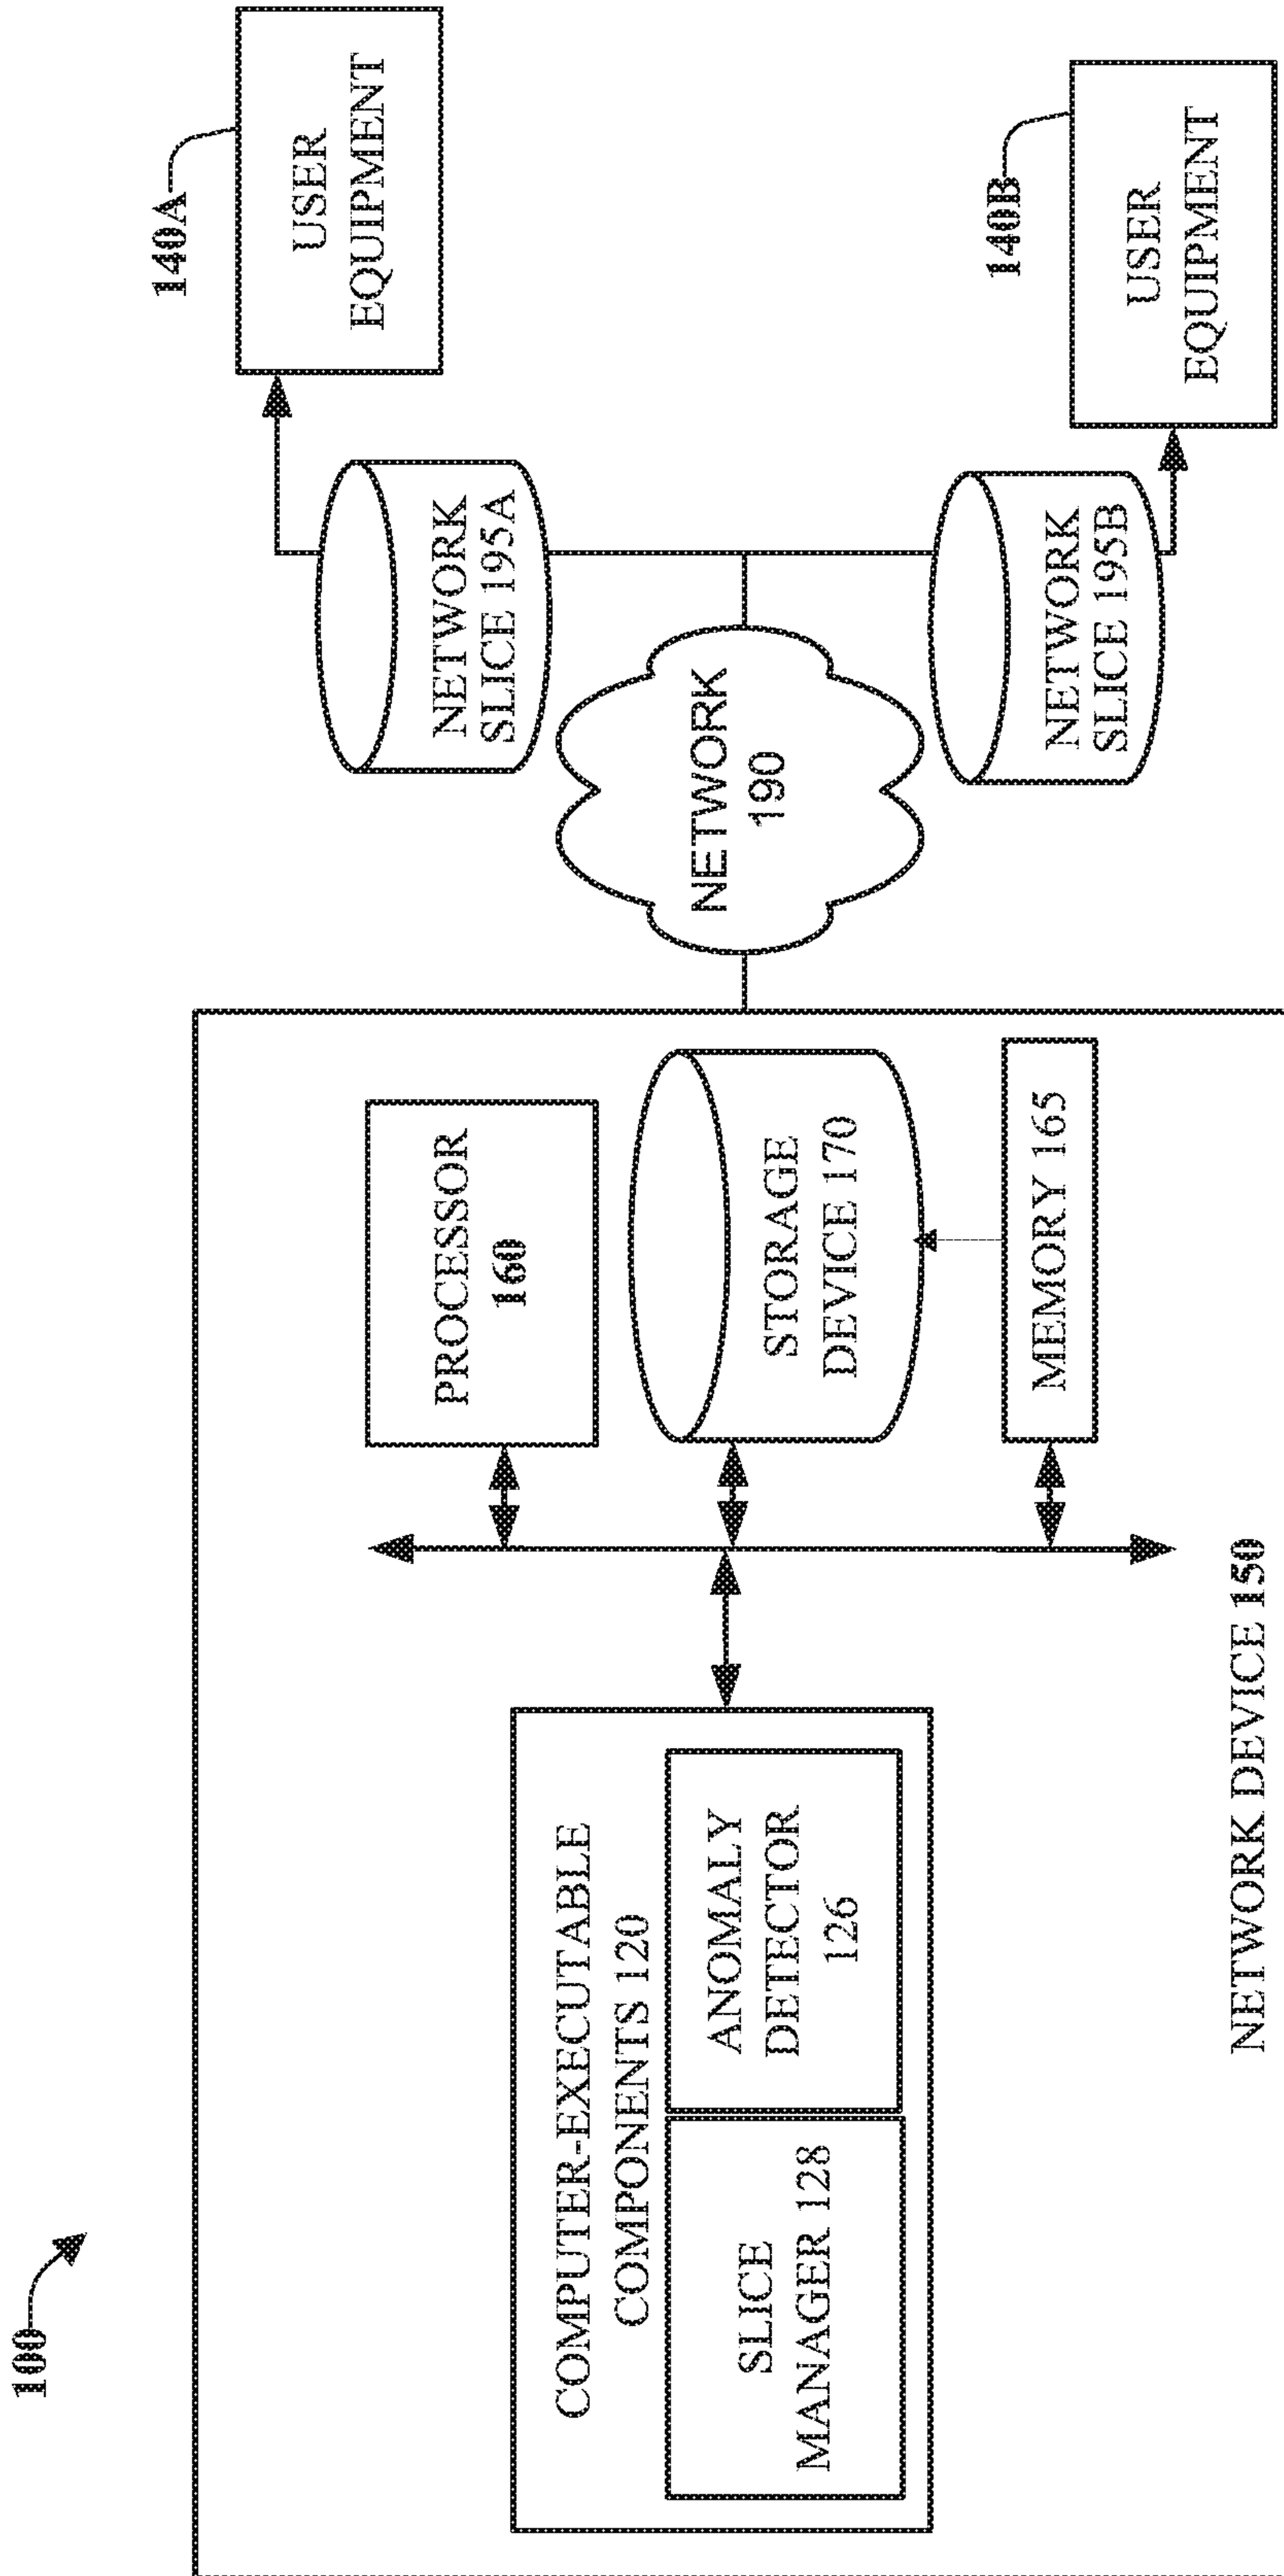 100
COMPUTER-EXECUTABLE
COMPONENTS 120
SLICE
MANAGER 128
ANOMALY
DETECTOR
126
PROCESSOR
160
STORAGE
DEVICE 170
MEMORY 165
NETWORK DEVICE 150
NETWORK
190
NETWORK
SLICE 195A
NETWORK
SLICE 195B
140A
USER
EQUIPMENT
140B
USER
EQUIPMENT